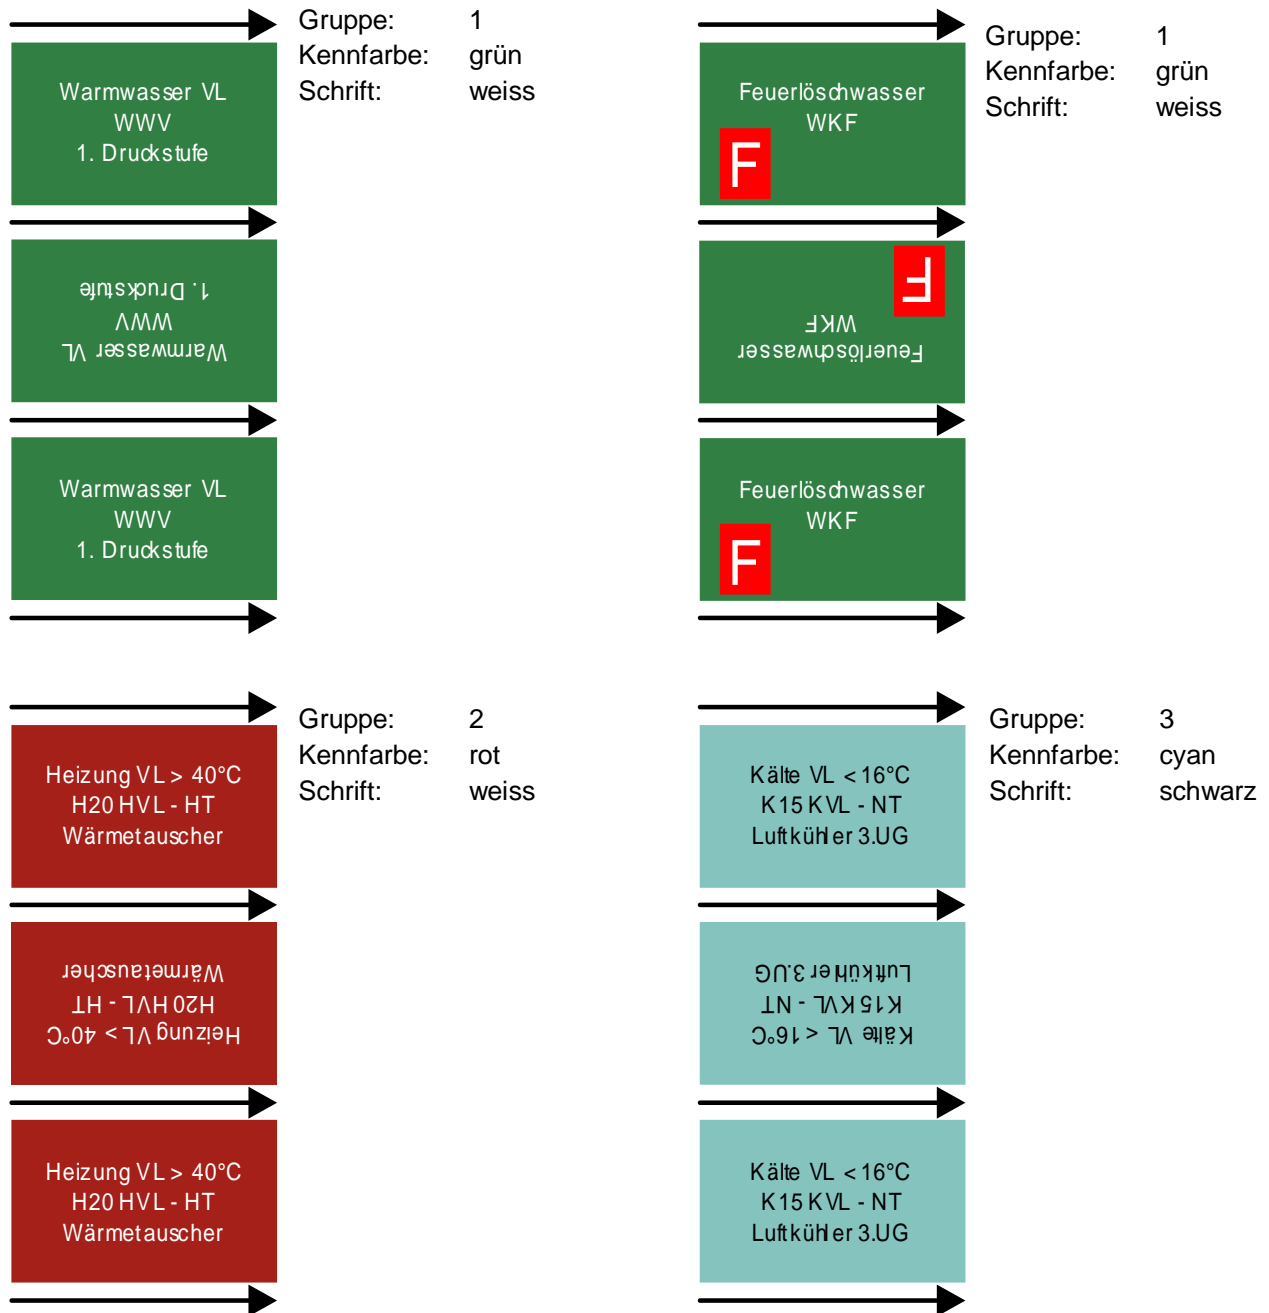 Warmwasser VL
WWV
1. Druckstufe
1. Druckstufe
WWV
Warmwasser VL
Warmwasser VL
WWV
1. Druckstufe
Gruppe: 1
Kennfarbe: grün
Schrift: weiss
Feuerlöschwasser
WKF
F
F
WKF
Feuerlöschwasser
Feuerlöschwasser
WKF
F
Gruppe: 1
Kennfarbe: grün
Schrift: weiss
Heizung VL > 40°C
H20 HVL - HT
Wärmetauscher
Wärmetauscher
H20 HVL - HT
Heizung VL > 40°C
Heizung VL > 40°C
H20 HVL - HT
Wärmetauscher
Gruppe: 2
Kennfarbe: rot
Schrift: weiss
Kälte VL < 16°C
K15 KVL - NT
Luftkühler 3.UG
Luftkühler 3.UG
K15 KVL - NT
Kälte VL < 16°C
Kälte VL < 16°C
K15 KVL - NT
Luftkühler 3.UG
Gruppe: 3
Kennfarbe: cyan
Schrift: schwarz